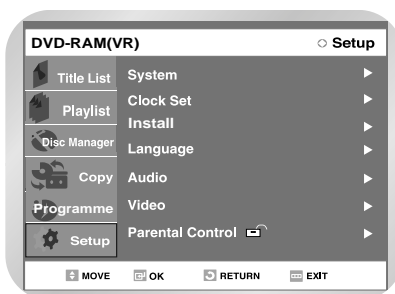 DVD-RAM(VR) Setup
Title List
Playlist
Disc Manager
Copy
Programme
Setup
System
Clock Set
Install
Language
Audio
Video
Parental Control
MOVE OK RETURN EXIT